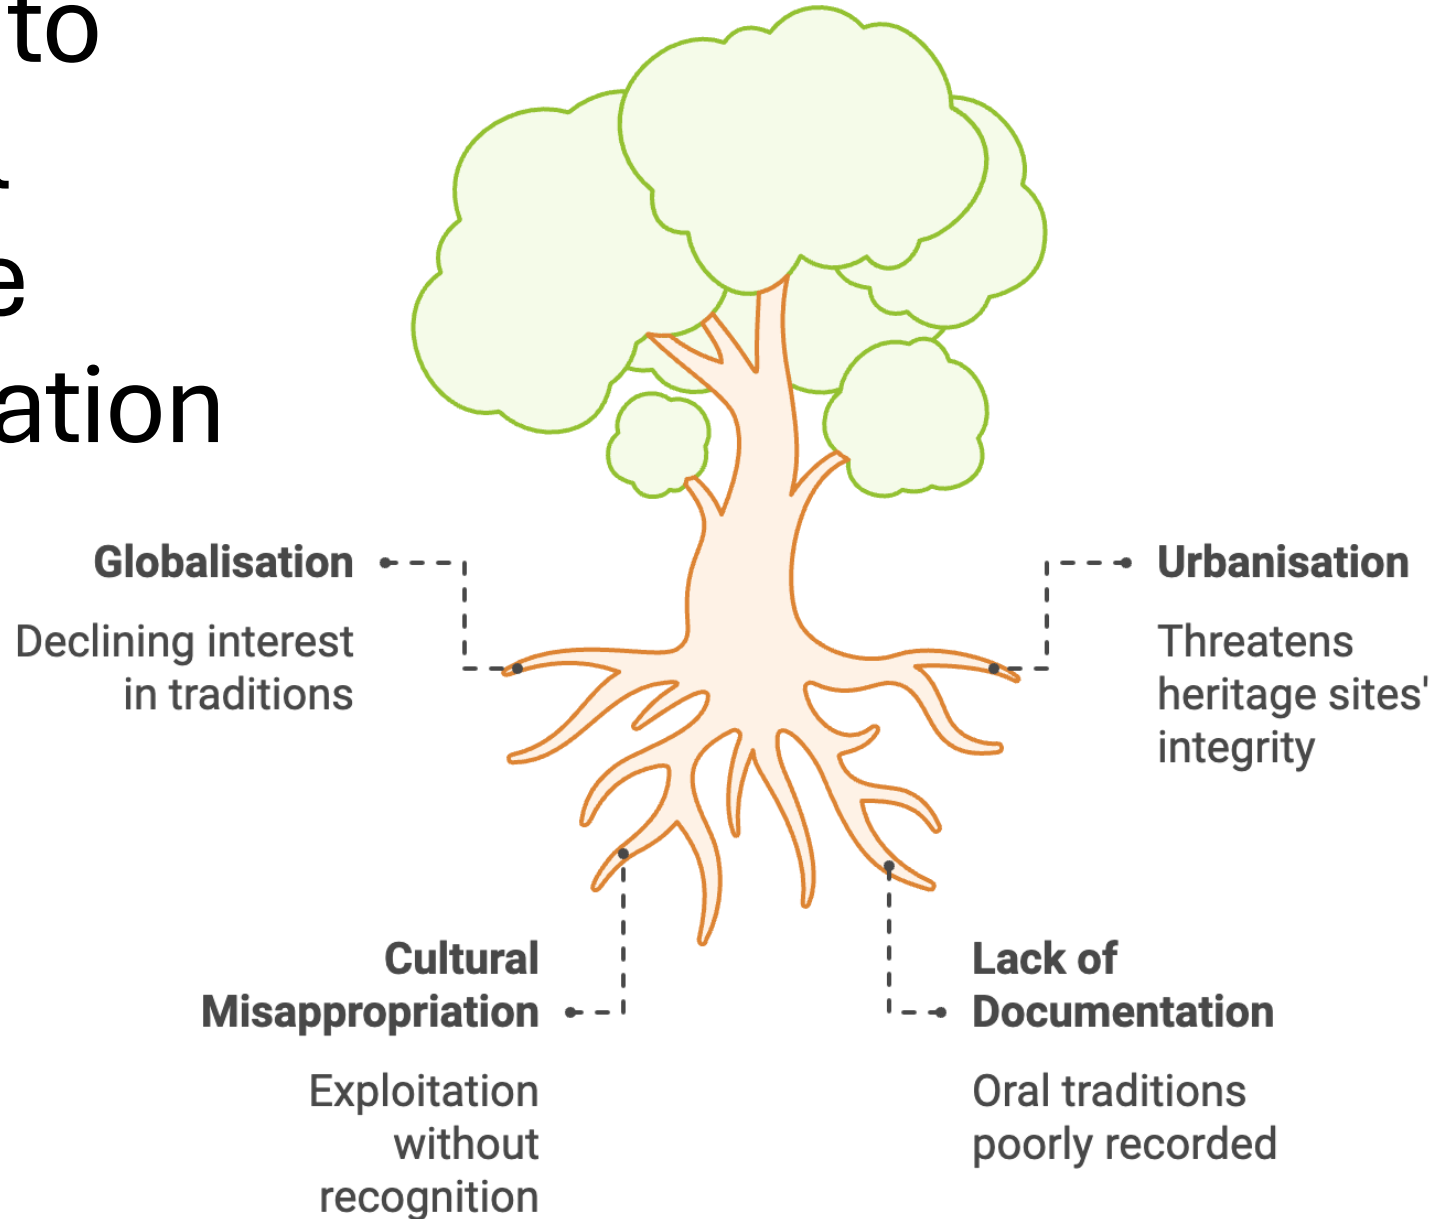 to
e
ation
Globalisation
Declining interest
in traditions
Urbanisation
Threatens
heritage sites'
integrity
Cultural
Misappropriation
Exploitation
without
recognition
Lack of
Documentation
Oral traditions
poorly recorded